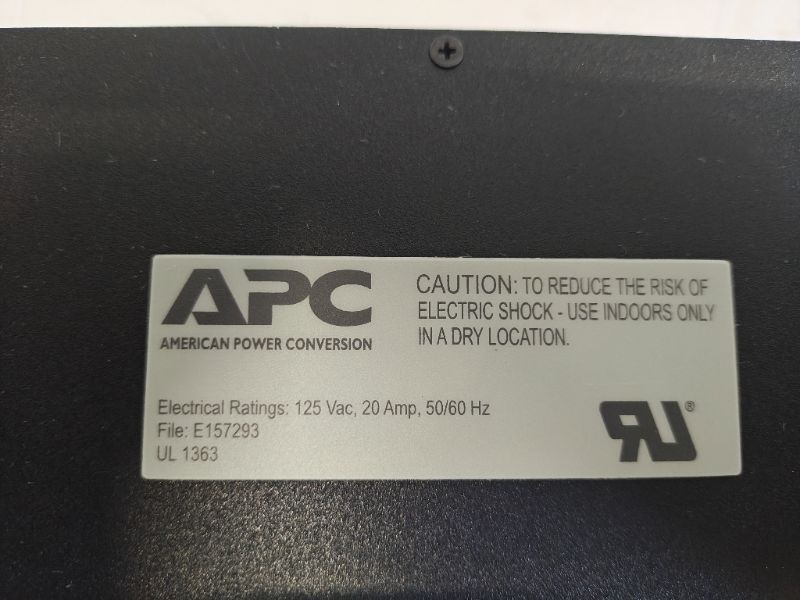 APC
AMERICAN POWER CONVERSION
CAUTION: TO REDUCE THE RISK OF
ELECTRIC SHOCK - USE INDOORS ONLY
IN A DRY LOCATION.
Electrical Ratings: 125 Vac, 20 Amp, 50/60 Hz
File: E157293
UL 1363
RU®